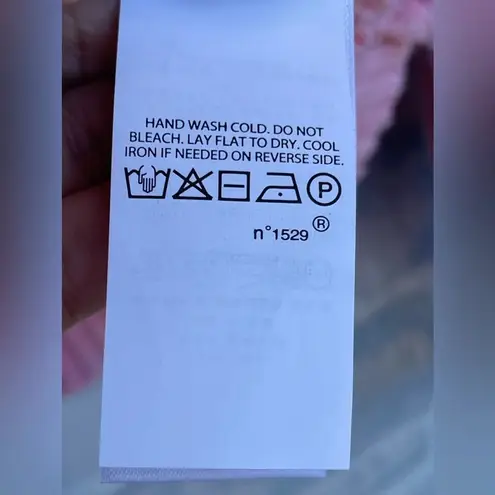 HAND WASH COLD. DO NOT
BLEACH. LAY FLAT TO DRY. COOL
IRON IF NEEDED ON REVERSE SIDE.
P
n°1529 ®